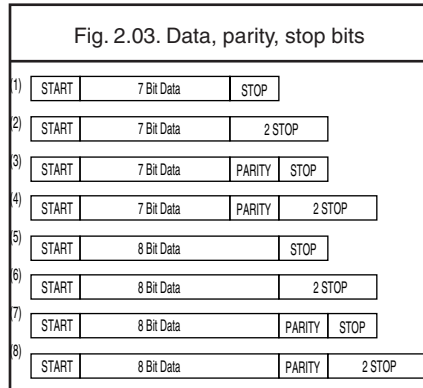 Fig. 2.03. Data, parity, stop bits
(1) START 7 Bit Data STOP
(2) START 7 Bit Data 2 STOP
(3) START 7 Bit Data PARITY STOP
(4) START 7 Bit Data PARITY 2 STOP
(5) START 8 Bit Data STOP
(6) START 8 Bit Data 2 STOP
(7) START 8 Bit Data PARITY STOP
(8) START 8 Bit Data PARITY 2 STOP